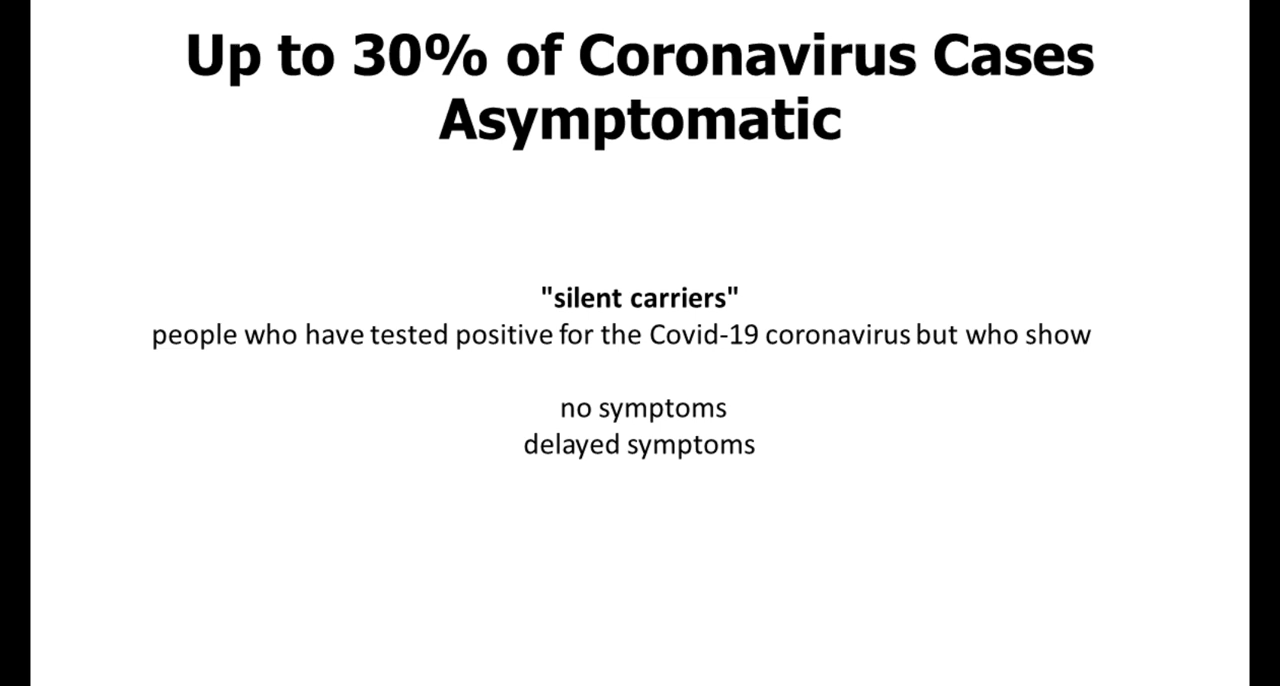 Up to 30% of Coronavirus Cases
Asymptomatic
"silent carriers"
people who have tested positive for the Covid-19 coronavirus but who show
no symptoms
delayed symptoms